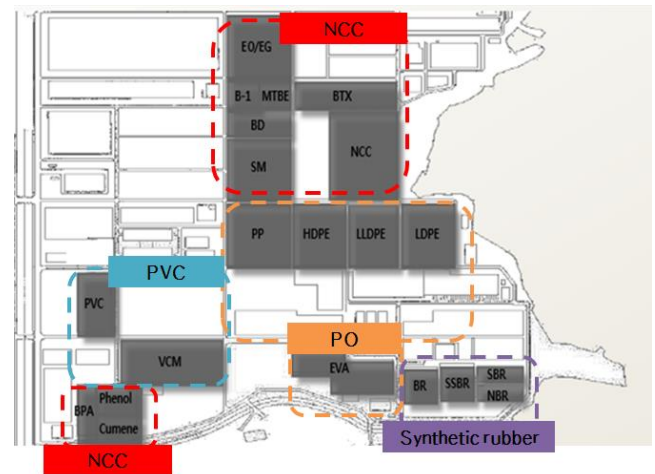 NCC
EO/EG
B-1 MTBE BTX
BD
NCC
SM
PP HDPE LLDPE LDPE
PVC
PVC
PO
VCM
EVA
BR SSBR SBR
NBR
BPA Phenol
Cumene
Synthetic rubber
NCC